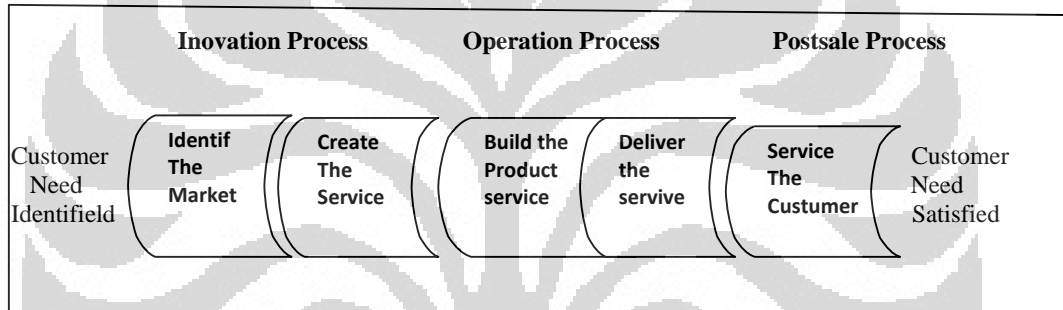 Inovation Process Operation Process Postsale Process
Customer
Need
Identifield
Identif
The
Market
Create
The
Service
Build the
Product
service
Deliver
the
servive
Service
The
Custumer
Customer
Need
Satisfied